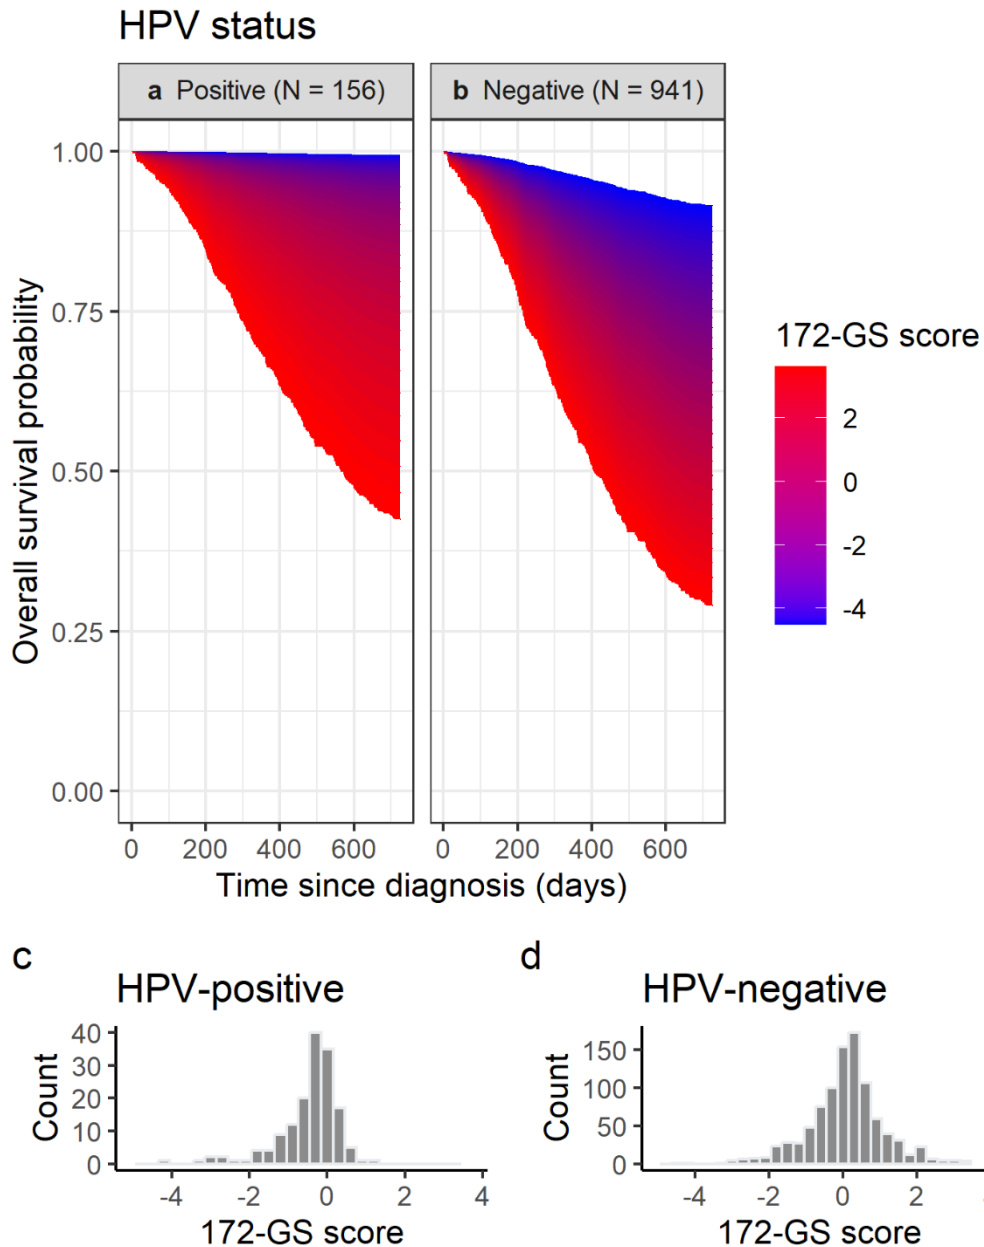 HPV status
a Positive (N = 156)
b Negative (N = 941)
Overall survival probability
1.00
0.75
0.50
0.25
0.00
0 200 400 600
0 200 400 600
Time since diagnosis (days)
172-GS score
2
0
-2
-4
c
HPV-positive
Count
40
30
20
10
0
-4 -2 0 2 4
172-GS score
d
HPV-negative
Count
150
100
50
0
-4 -2 0 2
172-GS score